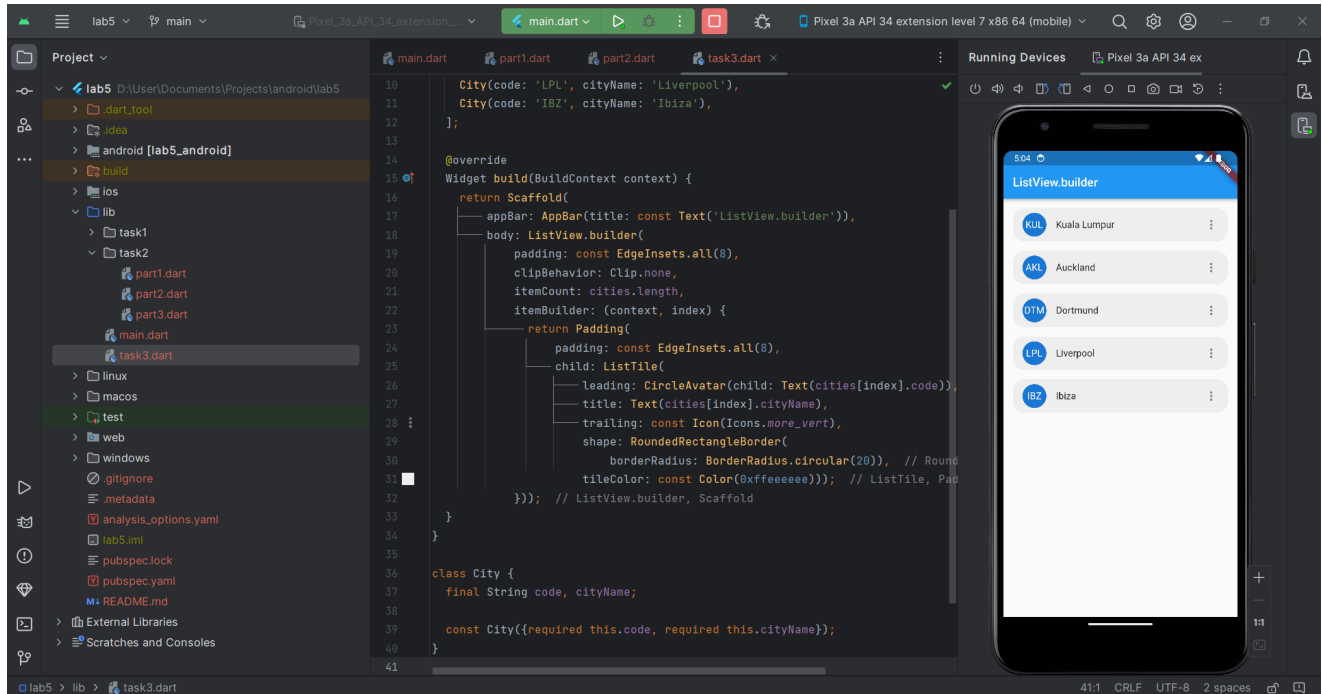 lab5
main
Pixel_3a_API_34_extension_...
main.dart
Pixel 3a API 34 extension level 7 x86 64 (mobile)
Project
lab5 D:\User\Documents\Projects\android\lab5
.dart_tool
.idea
android [lab5_android]
build
ios
lib
task1
task2
part1.dart
part2.dart
part3.dart
main.dart
task3.dart
linux
macos
test
web
windows
.gitignore
.metadata
analysis_options.yaml
lab5.iml
pubspec.lock
pubspec.yaml
M↓ README.md
External Libraries
Scratches and Consoles
main.dart part1.dart part2.dart task3.dart
10 City(code: 'LPL', cityName: 'Liverpool'),
11 City(code: 'IBZ', cityName: 'Ibiza'),
12 ];
13
14 @override
15 Widget build(BuildContext context) {
16 return Scaffold(
17 appBar: AppBar(title: const Text('ListView.builder')),
18 body: ListView.builder(
19 padding: const EdgeInsets.all(8),
20 clipBehavior: Clip.none,
21 itemCount: cities.length,
22 itemBuilder: (context, index) {
23 return Padding(
24 padding: const EdgeInsets.all(8),
25 child: ListTile(
26 leading: CircleAvatar(child: Text(cities[index].code)),
27 title: Text(cities[index].cityName),
28 trailing: const Icon(Icons.more_vert),
29 shape: RoundedRectangleBorder(
30 borderRadius: BorderRadius.circular(20)), // Round
31 tileColor: const Color(0xffeeeeee))); // ListTile, Pad
32 })); // ListView.builder, Scaffold
33 }
34 }
35
36 class City {
37 final String code, cityName;
38
39 const City({required this.code, required this.cityName});
40 }
41
Running Devices Pixel 3a API 34 ex
5:04
DEBUG
ListView.builder
KUL Kuala Lumpur
AKL Auckland
DTM Dortmund
LPL Liverpool
IBZ Ibiza
1:1
lab5 > lib > task3.dart
41:1 CRLF UTF-8 2 spaces